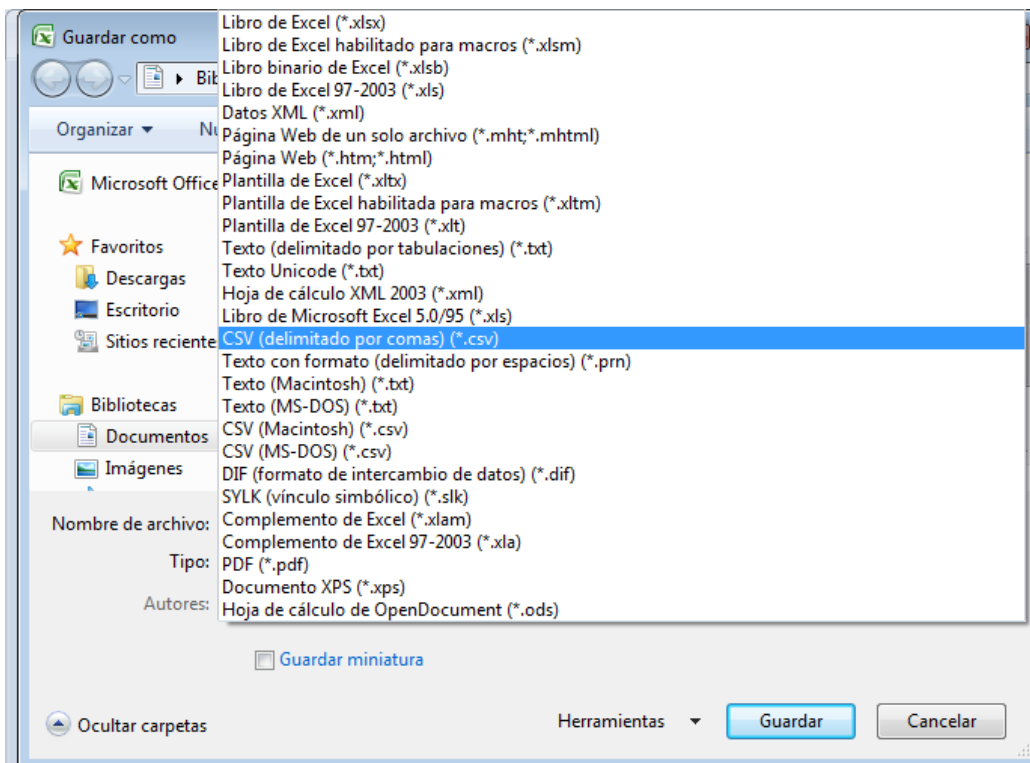 Guardar como
Bib
Organizar
Nu
Microsoft Office
Favoritos
Descargas
Escritorio
Sitios reciente
Bibliotecas
Documentos
Imágenes
Libro de Excel (*.xlsx)
Libro de Excel habilitado para macros (*.xlsm)
Libro binario de Excel (*.xlsb)
Libro de Excel 97-2003 (*.xls)
Datos XML (*.xml)
Página Web de un solo archivo (*.mht;*.mhtml)
Página Web (*.htm;*.html)
Plantilla de Excel (*.xltx)
Plantilla de Excel habilitada para macros (*.xltm)
Plantilla de Excel 97-2003 (*.xlt)
Texto (delimitado por tabulaciones) (*.txt)
Texto Unicode (*.txt)
Hoja de cálculo XML 2003 (*.xml)
Libro de Microsoft Excel 5.0/95 (*.xls)
CSV (delimitado por comas) (*.csv)
Texto con formato (delimitado por espacios) (*.prn)
Texto (Macintosh) (*.txt)
Texto (MS-DOS) (*.txt)
CSV (Macintosh) (*.csv)
CSV (MS-DOS) (*.csv)
DIF (formato de intercambio de datos) (*.dif)
SYLK (vínculo simbólico) (*.slk)
Complemento de Excel (*.xlam)
Complemento de Excel 97-2003 (*.xla)
PDF (*.pdf)
Documento XPS (*.xps)
Hoja de cálculo de OpenDocument (*.ods)
Nombre de archivo:
Tipo:
Autores:
Guardar miniatura
Ocultar carpetas
Herramientas
Guardar
Cancelar